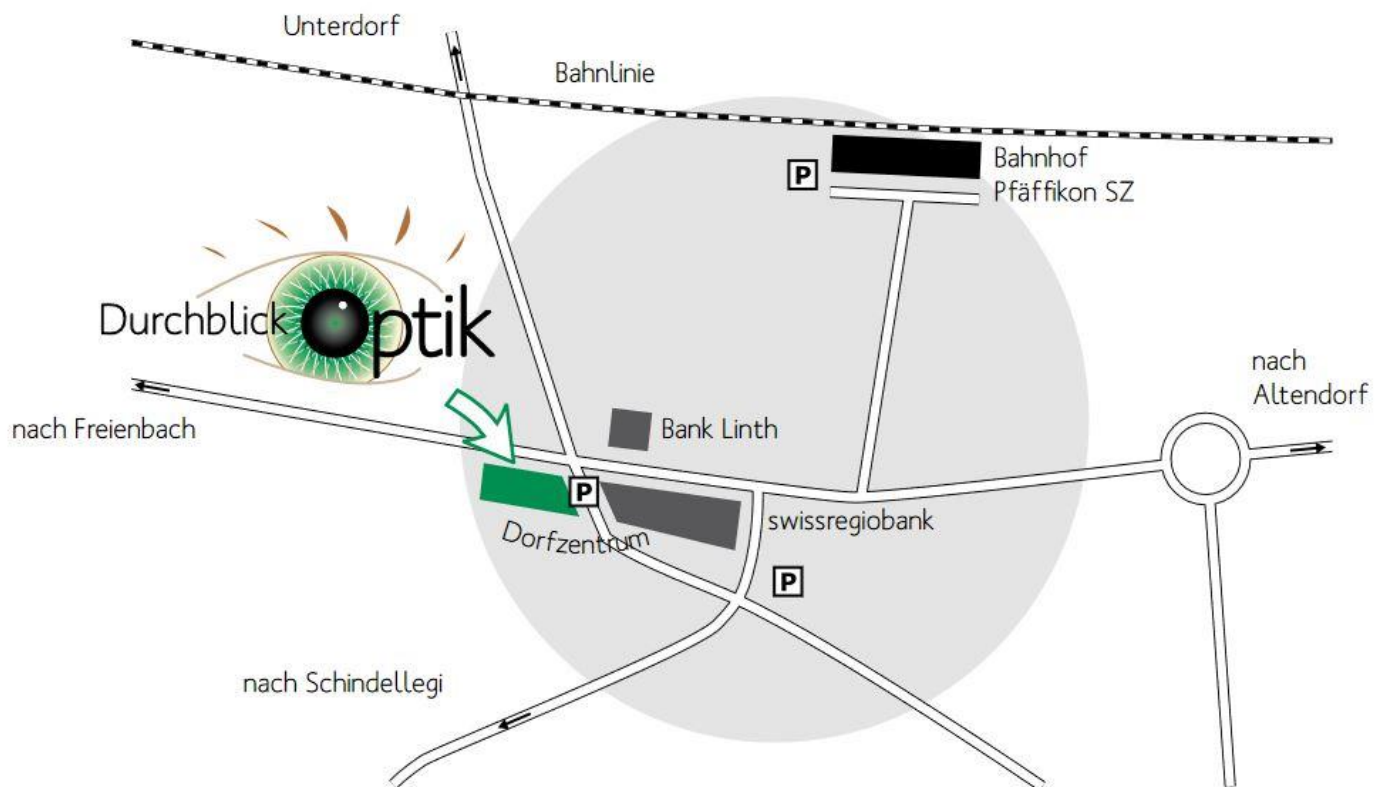 Unterdorf
Bahnlinie
P
Bahnhof
Pfäffikon SZ
Durchblick Optik
nach
Altendorf
nach Freienbach
Bank Linth
P
swissregiobank
Dorfzentrum
P
nach Schindellegi